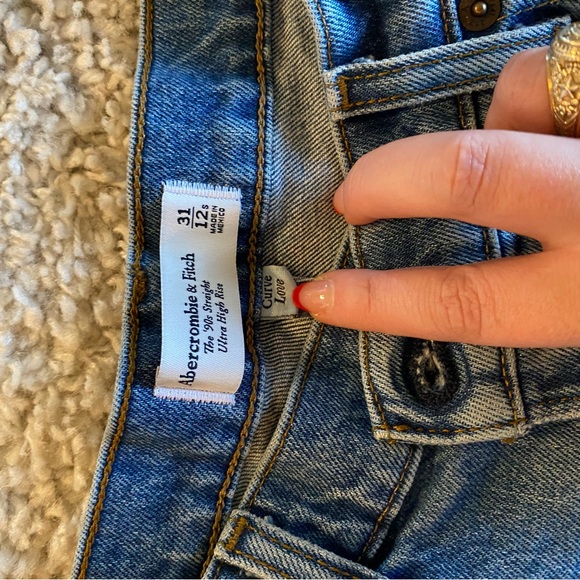 Abercrombie & Fitch
The '90s Straight
Ultra High Rise
31
12s
MADE IN
MEXICO
Curve
Love